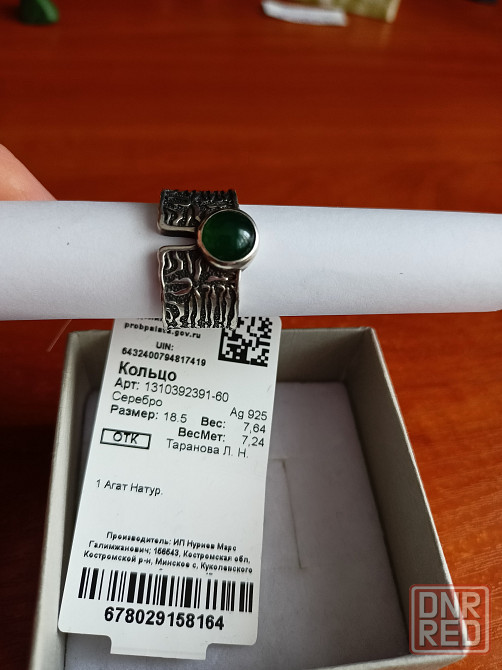 probpalata.gov.ru
UIN:
5432400794817419
Кольцо
Арт: 1310392391-60
Серебро Ag 925
Размер: 18.5 Вес: 7,64
ВесМет: 7,24
ОТК
Таранова Л. Н.
1 Агат Натур.
Производитель: ИП Нуриев Марс
Галимжанович; 156543, Костромская обл,
Костромской р-н, Минское с, Куколевского
678029158164
DNR
RED